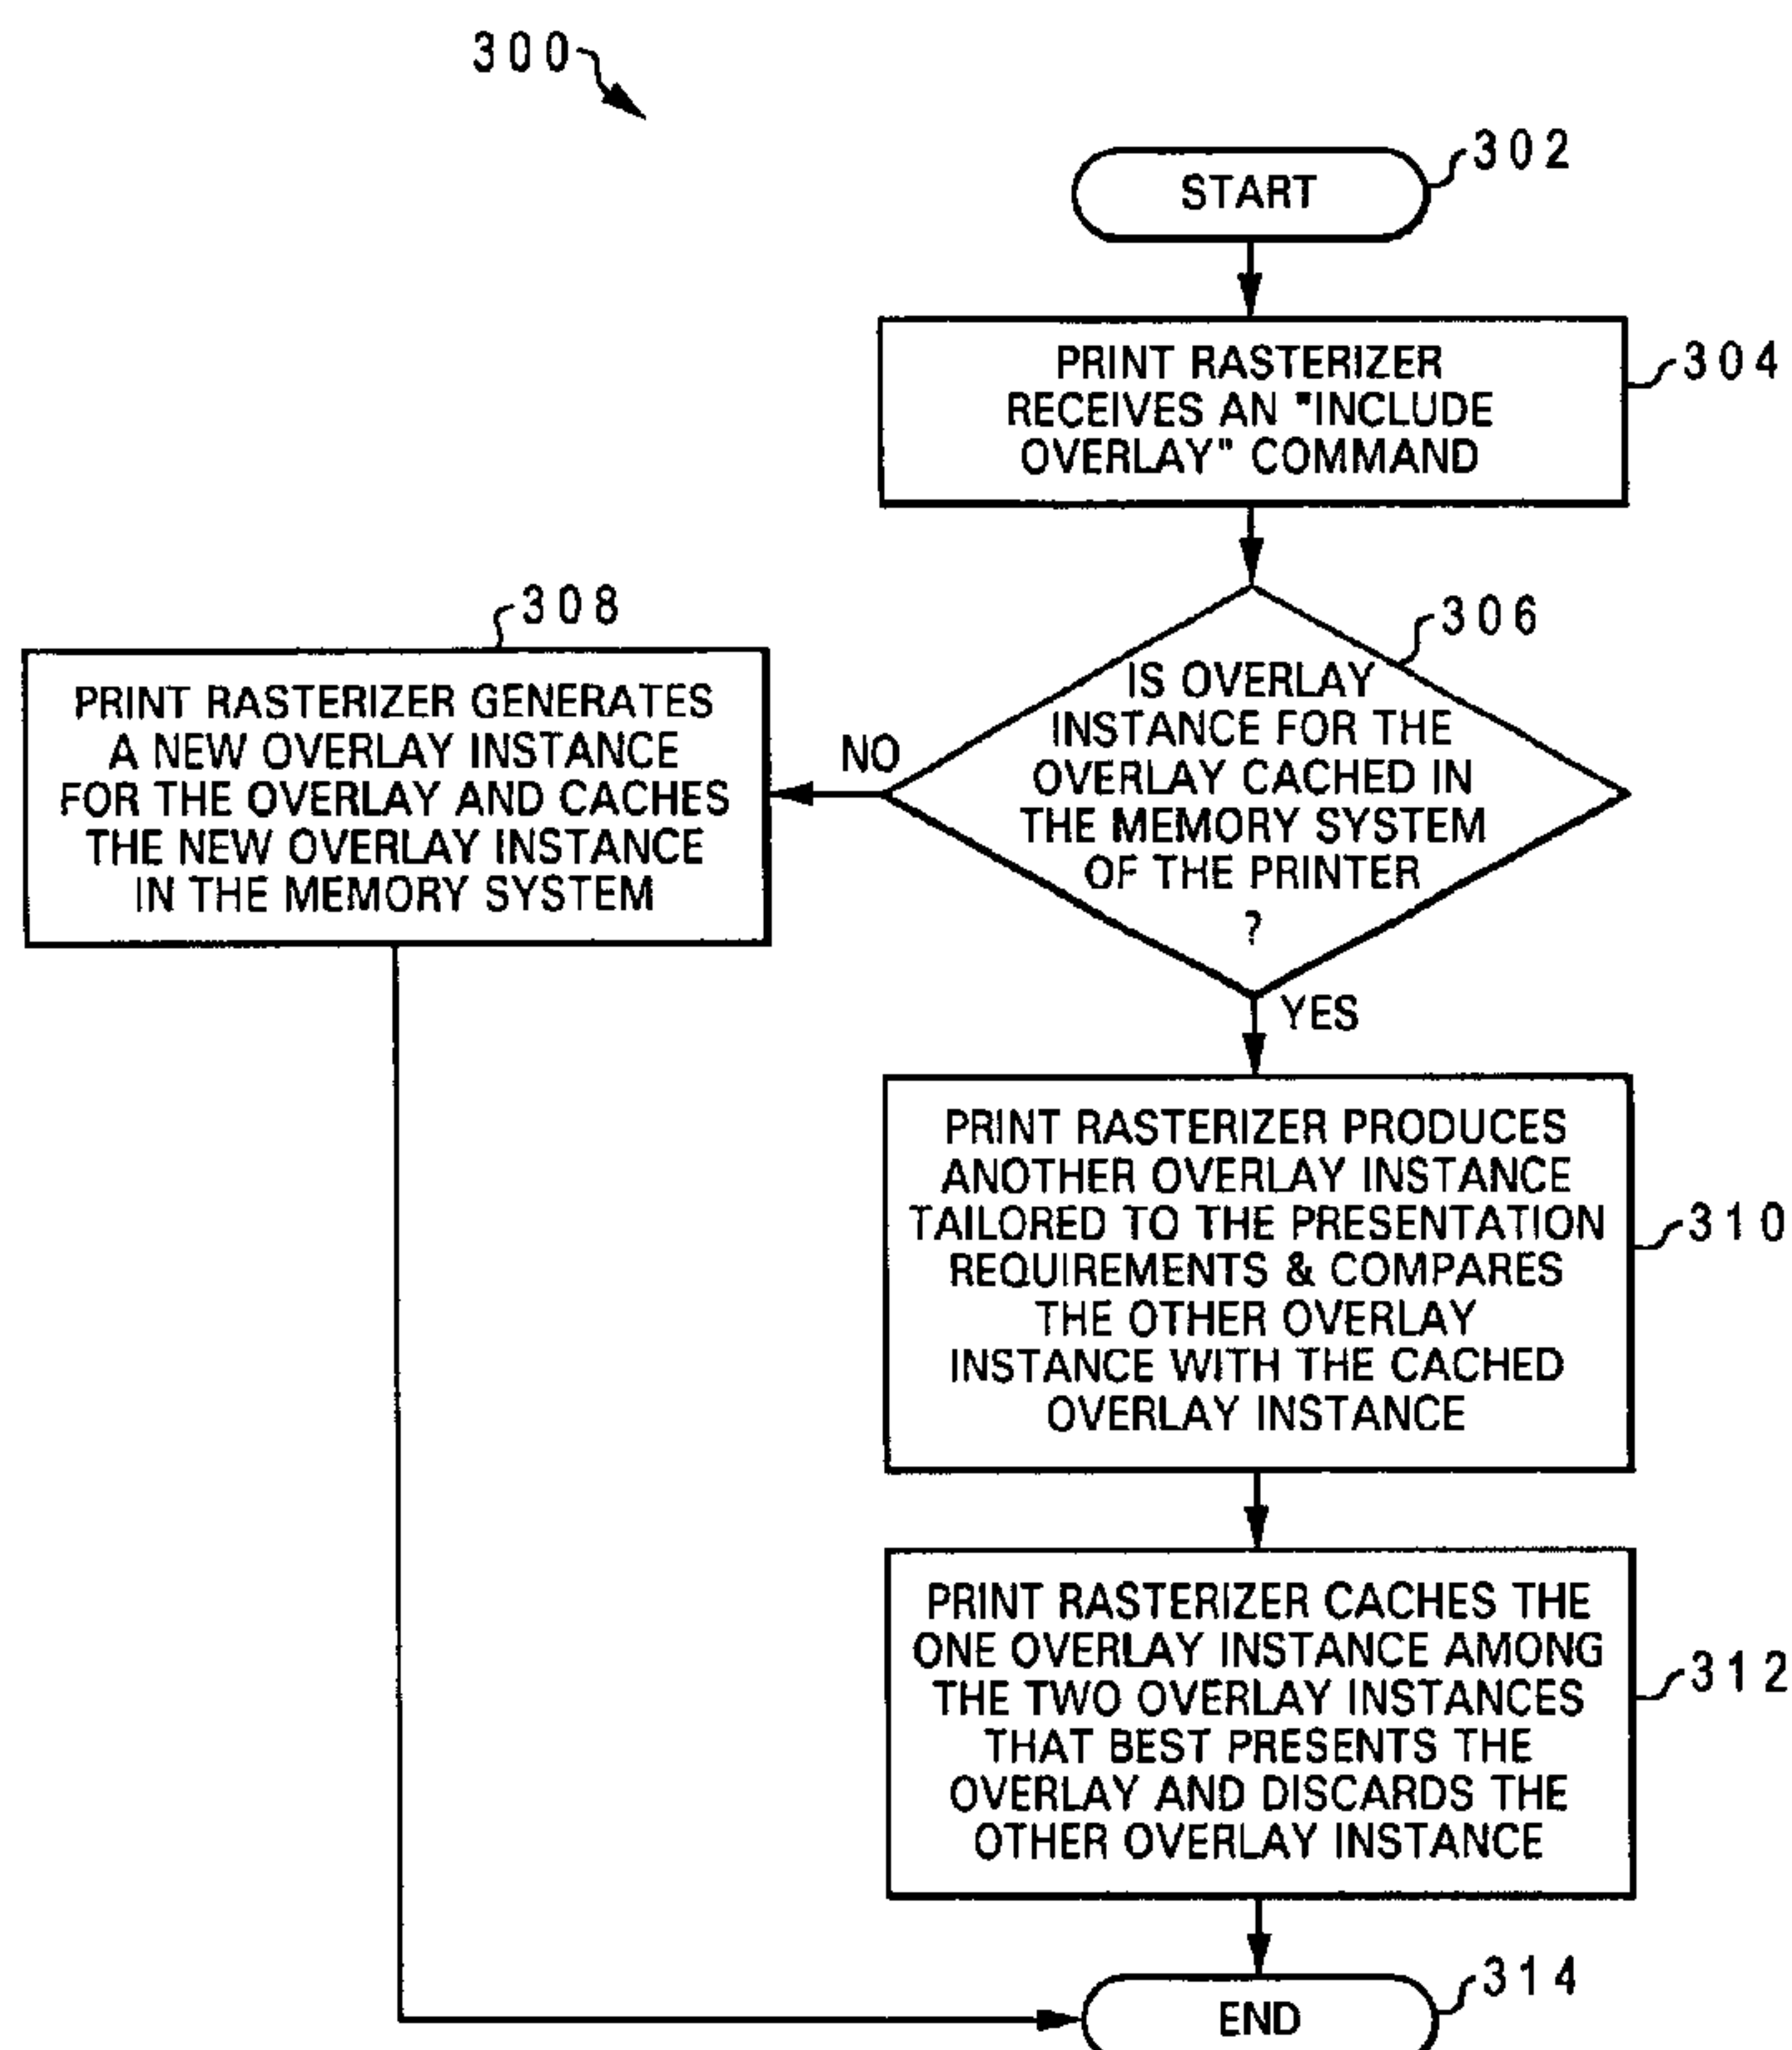 300
302
START
304
PRINT RASTERIZER
RECEIVES AN "INCLUDE
OVERLAY" COMMAND
306
IS OVERLAY
INSTANCE FOR THE
OVERLAY CACHED IN
THE MEMORY SYSTEM
OF THE PRINTER
?
NO
308
PRINT RASTERIZER GENERATES
A NEW OVERLAY INSTANCE
FOR THE OVERLAY AND CACHES
THE NEW OVERLAY INSTANCE
IN THE MEMORY SYSTEM
YES
PRINT RASTERIZER PRODUCES
ANOTHER OVERLAY INSTANCE
TAILORED TO THE PRESENTATION
REQUIREMENTS & COMPARES
THE OTHER OVERLAY
INSTANCE WITH THE CACHED
OVERLAY INSTANCE
310
PRINT RASTERIZER CACHES THE
ONE OVERLAY INSTANCE AMONG
THE TWO OVERLAY INSTANCES
THAT BEST PRESENTS THE
OVERLAY AND DISCARDS THE
OTHER OVERLAY INSTANCE
312
314
END